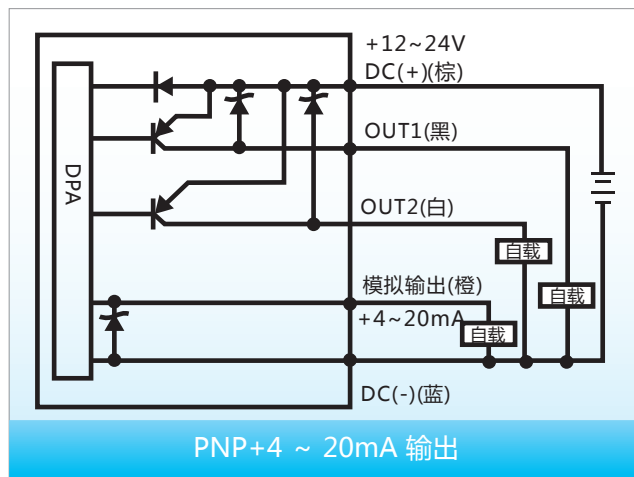 +12~24V
DC(+)(棕)
OUT1(黑)
DPA
OUT2(白)
自载
模拟输出(橙)
自载
+4~20mA
自载
DC(-)(蓝)
PNP+4 ~ 20mA 输出